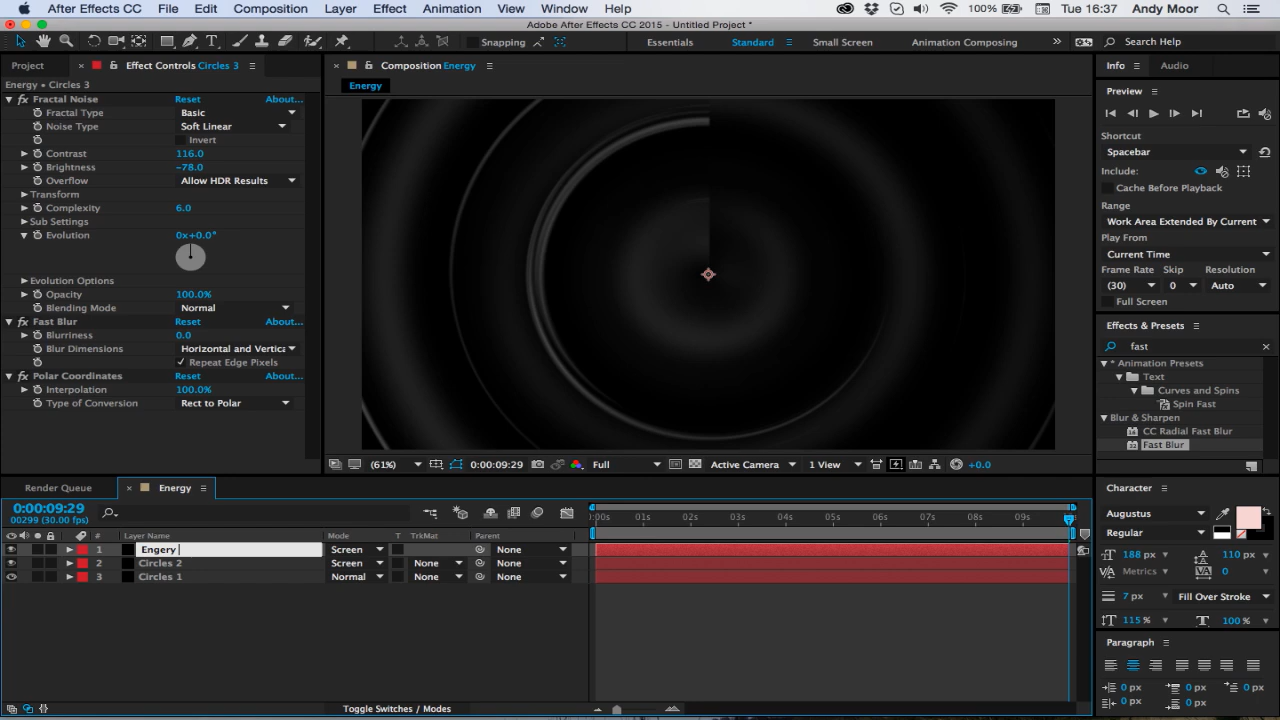 After Effects CC File Edit Composition Layer Effect Animation View Window Help 100% Tue 16:37 Andy Moor
Adobe After Effects CC 2015 - Untitled Project *
Snapping Essentials Standard Small Screen Animation Composing Search Help
Project Effect Controls Circles 3 Composition Energy Info Audio
Energy • Circles 3
Energy
Preview
Fractal Noise Reset About...
Fractal Type Basic
Noise Type Soft Linear
Invert
Contrast 116.0
Brightness -78.0
Overflow Allow HDR Results
Transform
Complexity 6.0
Sub Settings
Evolution 0x+0.0°
Evolution Options
Opacity 100.0%
Blending Mode Normal
Fast Blur Reset About...
Blurriness 0.0
Blur Dimensions Horizontal and Vertica
Repeat Edge Pixels
Polar Coordinates Reset About...
Interpolation 100.0%
Type of Conversion Rect to Polar
Shortcut
Spacebar
Include:
Cache Before Playback
Range
Work Area Extended By Current
Play From
Current Time
Frame Rate Skip Resolution
(30) 0 Auto
Full Screen
Effects & Presets
fast
* Animation Presets
Text
Curves and Spins
Spin Fast
Blur & Sharpen
CC Radial Fast Blur
Fast Blur
(61%) 0:00:09:29 Full Active Camera 1 View +0.0
Render Queue Energy
0:00:09:29
00299 (30.00 fps)
:00s 01s 02s 03s 04s 05s 06s 07s 08s 09s
# Layer Name Mode T TrkMat Parent
1 Engery Screen None
2 Circles 2 Screen None None
3 Circles 1 Normal None None
Toggle Switches / Modes
Character
Augustus
Regular
188 px 110 px
Metrics 0
7 px Fill Over Stroke
115 % 100 %
Paragraph
0 px 0 px 0 px
0 px 0 px